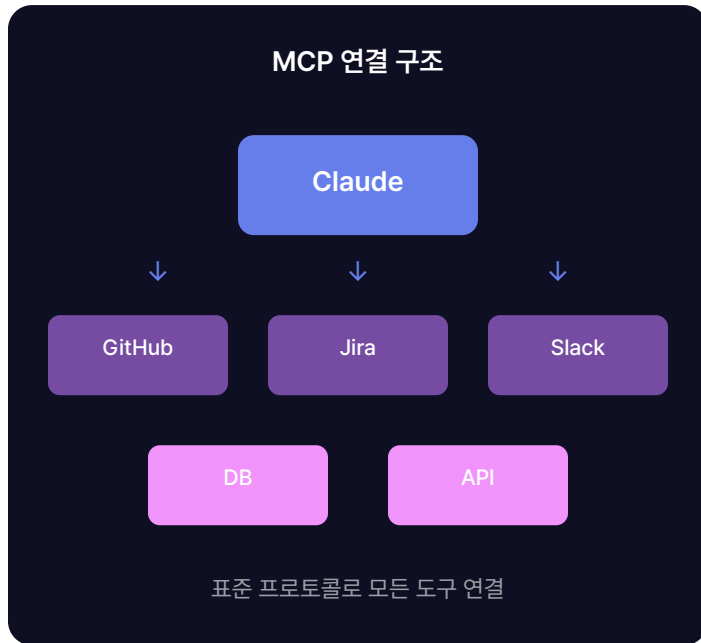 MCP 연결 구조
Claude
↓ ↓ ↓
GitHub Jira Slack
DB API
표준 프로토콜로 모든 도구 연결